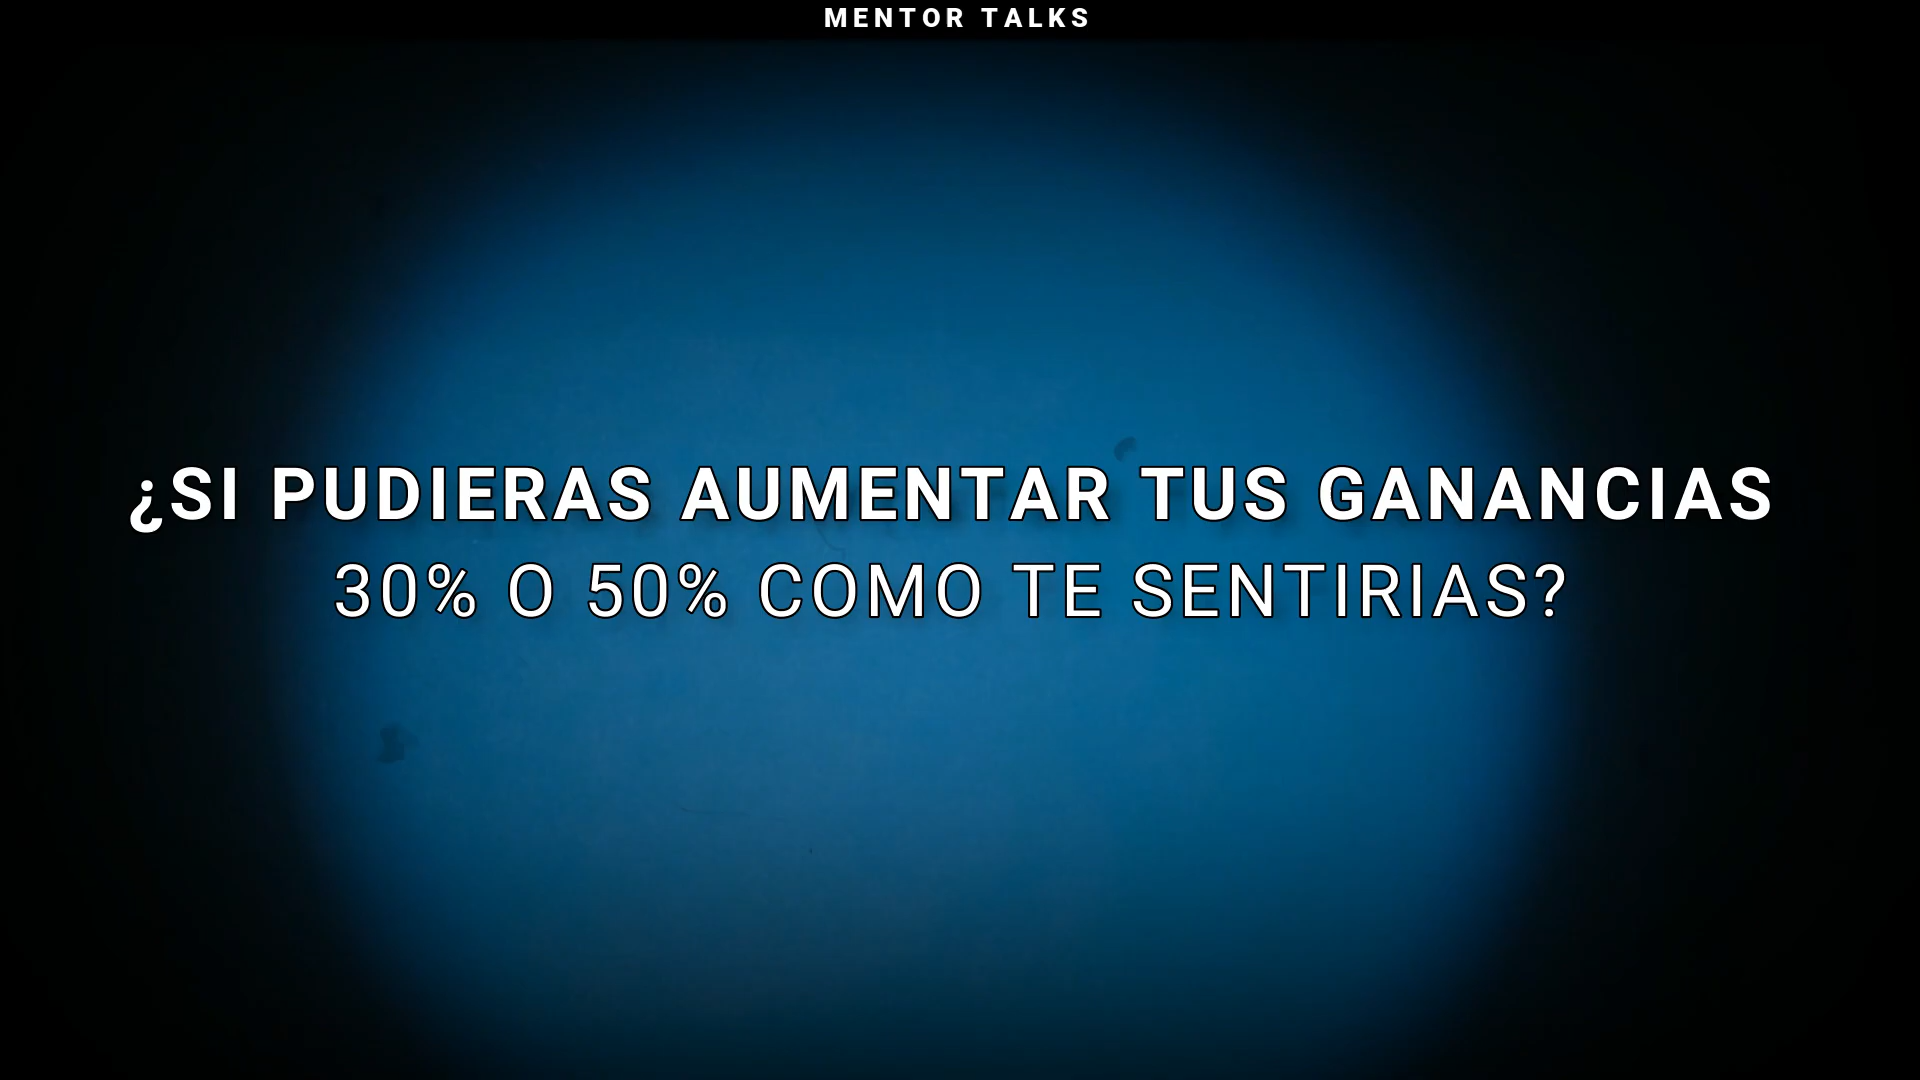 MENTOR TALKS
¿SI PUDIERAS AUMENTAR TUS GANANCIAS
30% O 50% COMO TE SENTIRIAS?